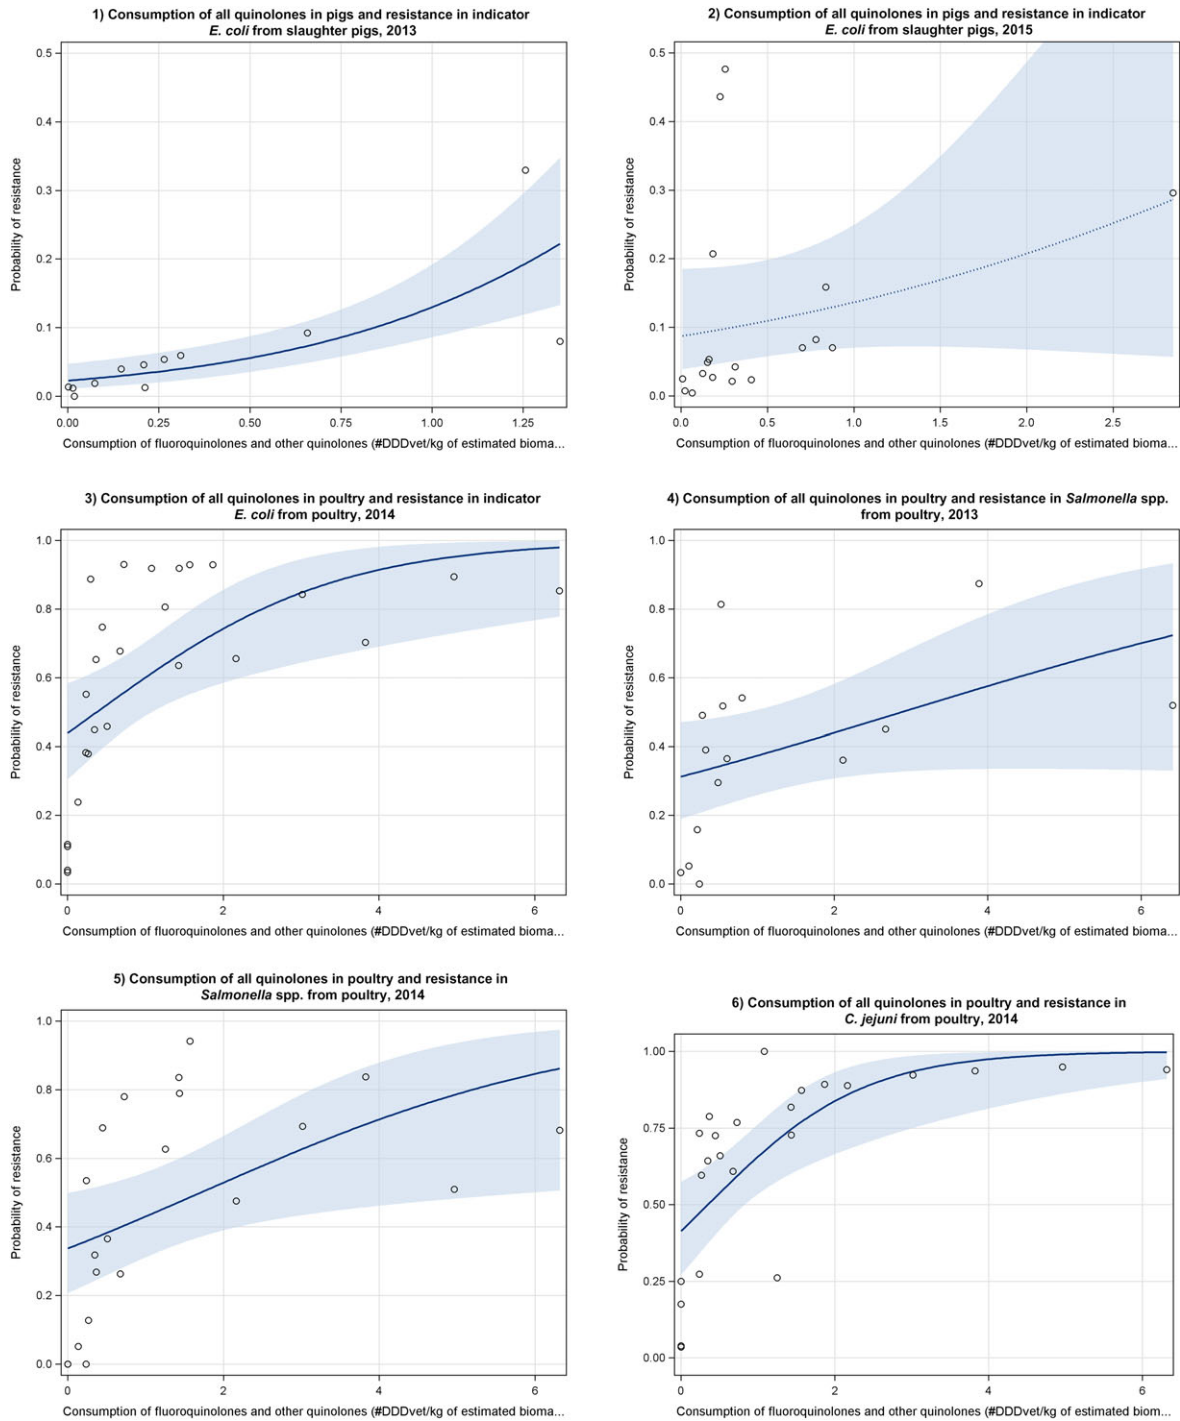 1) Consumption of all quinolones in pigs and resistance in indicator
E. coli from slaughter pigs, 2013
0.5
0.4
0.3
0.2
0.1
0.0
Probability of resistance
0.00 0.25 0.50 0.75 1.00 1.25
Consumption of fluoroquinolones and other quinolones (#DDDvet/kg of estimated bioma...
2) Consumption of all quinolones in pigs and resistance in indicator
E. coli from slaughter pigs, 2015
0.5
0.4
0.3
0.2
0.1
0.0
Probability of resistance
0.0 0.5 1.0 1.5 2.0 2.5
Consumption of fluoroquinolones and other quinolones (#DDDvet/kg of estimated bioma...
3) Consumption of all quinolones in poultry and resistance in indicator
E. coli from poultry, 2014
1.0
0.8
0.6
0.4
0.2
0.0
Probability of resistance
0 2 4 6
Consumption of fluoroquinolones and other quinolones (#DDDvet/kg of estimated bioma...
4) Consumption of all quinolones in poultry and resistance in Salmonella spp.
from poultry, 2013
1.0
0.8
0.6
0.4
0.2
0.0
Probability of resistance
0 2 4 6
Consumption of fluoroquinolones and other quinolones (#DDDvet/kg of estimated bioma...
5) Consumption of all quinolones in poultry and resistance in
Salmonella spp. from poultry, 2014
1.0
0.8
0.6
0.4
0.2
0.0
Probability of resistance
0 2 4 6
Consumption of fluoroquinolones and other quinolones (#DDDvet/kg of estimated bioma...
6) Consumption of all quinolones in poultry and resistance in
C. jejuni from poultry, 2014
1.00
0.75
0.50
0.25
0.00
Probability of resistance
0 2 4 6
Consumption of fluoroquinolones and other quinolones (#DDDvet/kg of estimated biom...